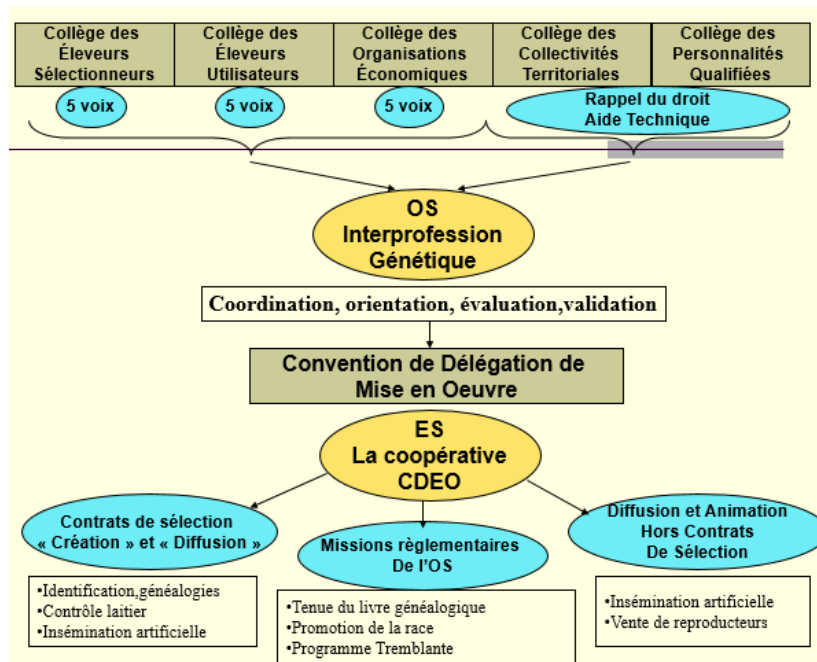 Collège des
Éleveurs
Sélectionneurs
Collège des
Éleveurs
Utilisateurs
Collège des
Organisations
Économiques
Collège des
Collectivités
Territoriales
Collège des
Personnalités
Qualifiées
5 voix
5 voix
5 voix
Rappel du droit
Aide Technique
OS
Interprofession
Génétique
Coordination, orientation, évaluation,validation
Convention de Délégation de
Mise en Oeuvre
ES
La coopérative
CDEO
Contrats de sélection
« Création » et « Diffusion »
•Identification,généalogies
•Contrôle laitier
•Insémination artificielle
Missions règlementaires
De l'OS
•Tenue du livre généalogique
•Promotion de la race
•Programme Tremblante
Diffusion et Animation
Hors Contrats
De Sélection
•Insémination artificielle
•Vente de reproducteurs